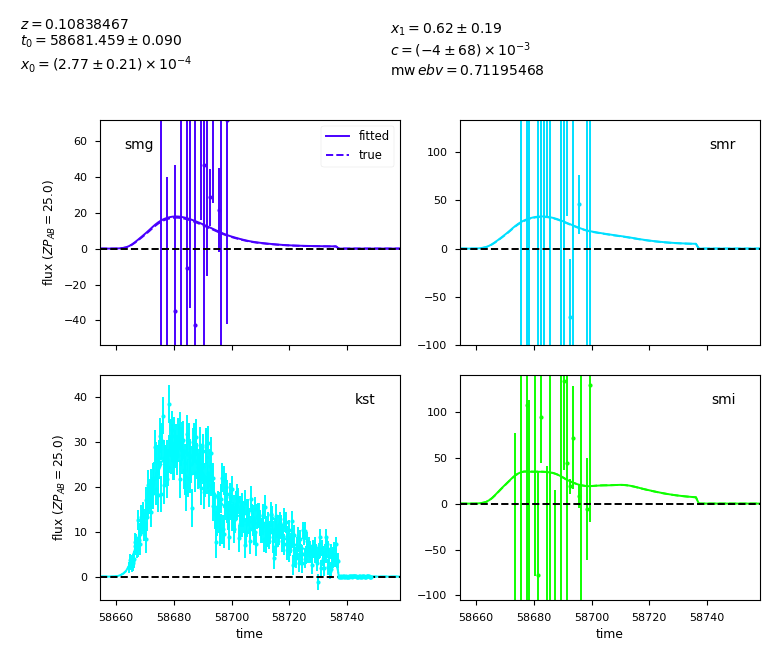 z = 0.10838467
t₀ = 58681.459 ± 0.090
x₀ = (2.77 ± 0.21) × 10⁻⁴
x₁ = 0.62 ± 0.19
c = (−4 ± 68) × 10⁻³
mw ebv = 0.71195468
smg
fitted
true
60
40
20
0
−20
−40
flux (ZP_AB = 25.0)
smr
100
50
0
−50
−100
kst
40
30
20
10
0
flux (ZP_AB = 25.0)
58660 58680 58700 58720 58740
time
smi
100
50
0
−50
−100
58660 58680 58700 58720 58740
time